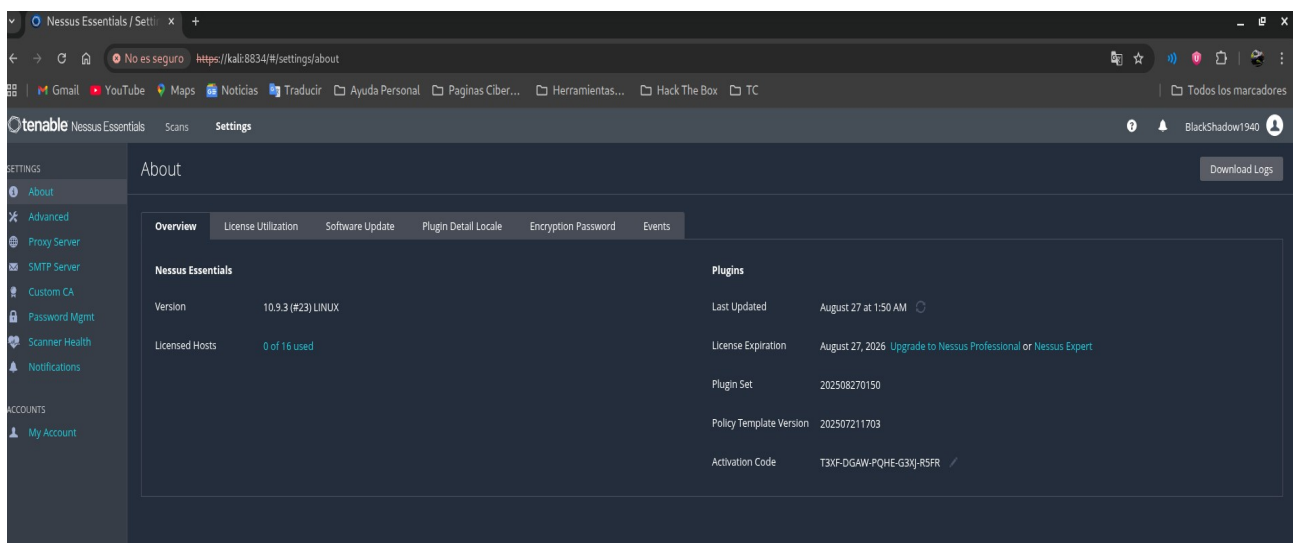 Nessus Essentials / Setti
No es seguro https://kali:8834/#/settings/about
Gmail YouTube Maps Noticias Traducir Ayuda Personal Paginas Ciber... Herramientas... Hack The Box TC Todos los marcadores
tenable Nessus Essentials Scans Settings BlackShadow1940
SETTINGS
About
Advanced
Proxy Server
SMTP Server
Custom CA
Password Mgmt
Scanner Health
Notifications
ACCOUNTS
My Account
About Download Logs
Overview License Utilization Software Update Plugin Detail Locale Encryption Password Events
Nessus Essentials
Version 10.9.3 (#23) LINUX
Licensed Hosts 0 of 16 used
Plugins
Last Updated August 27 at 1:50 AM
License Expiration August 27, 2026 Upgrade to Nessus Professional or Nessus Expert
Plugin Set 202508270150
Policy Template Version 202507211703
Activation Code T3XF-DGAW-PQHE-G3XJ-R5FR